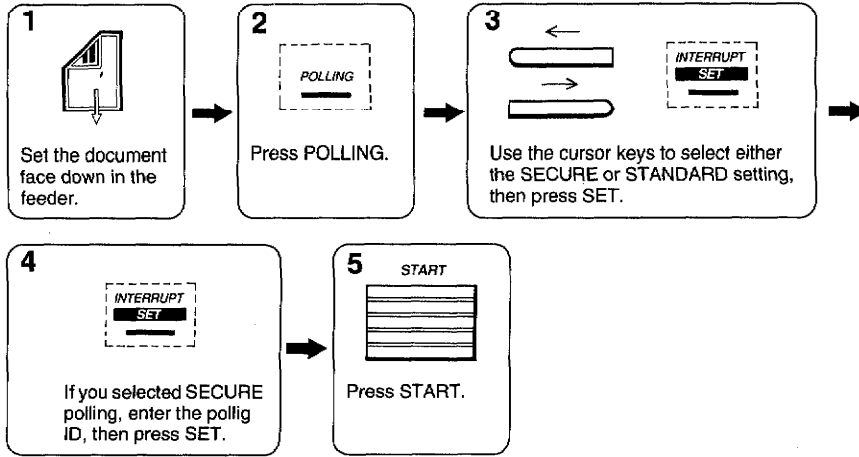 1
Set the document
face down in the
feeder.
2
POLLING
Press POLLING.
3
INTERRUPT
SET
Use the cursor keys to select either
the SECURE or STANDARD setting,
then press SET.
4
INTERRUPT
SET
If you selected SECURE
polling, enter the pollig
ID, then press SET.
5
START
Press START.